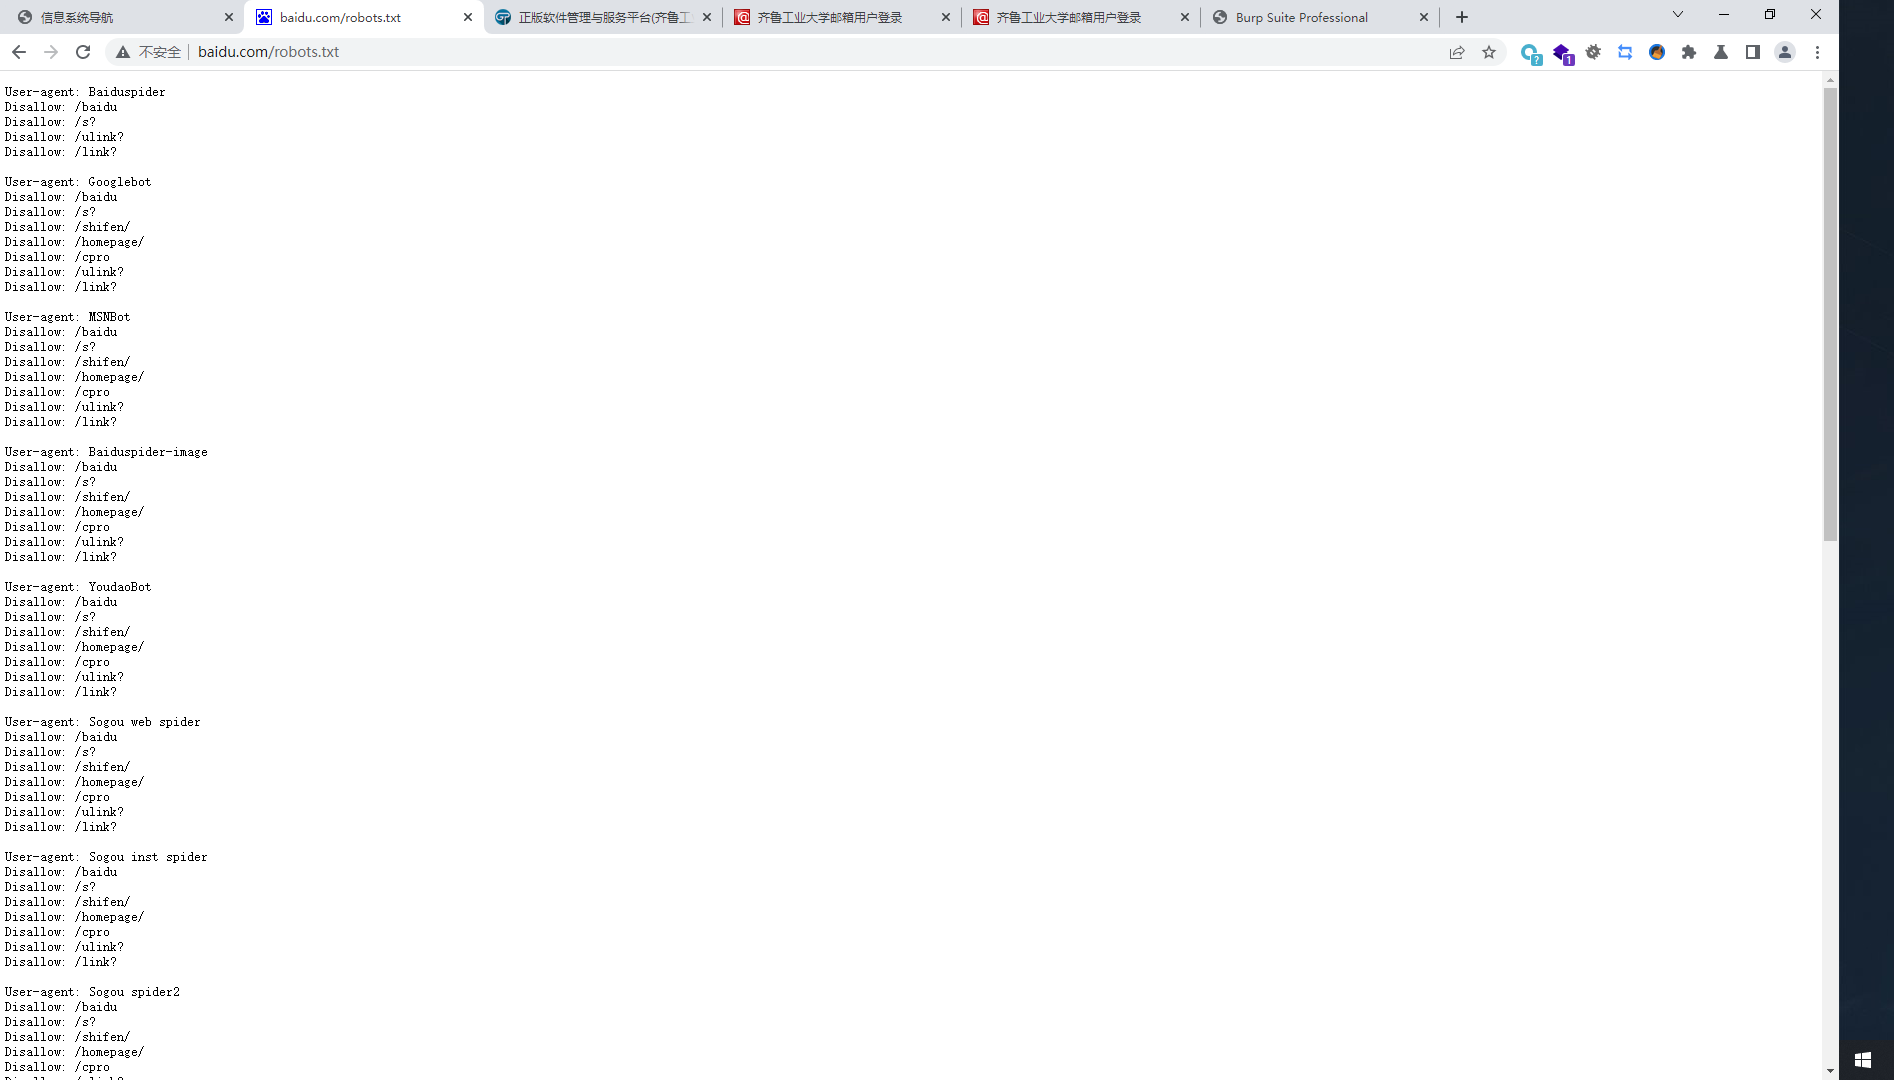 信息系统导航
baidu.com/robots.txt
正版软件管理与服务平台(齐鲁工
齐鲁工业大学邮箱用户登录
齐鲁工业大学邮箱用户登录
Burp Suite Professional
不安全
baidu.com/robots.txt
?
1
User-agent: Baiduspider
Disallow: /baidu
Disallow: /s?
Disallow: /ulink?
Disallow: /link?
User-agent: Googlebot
Disallow: /baidu
Disallow: /s?
Disallow: /shifen/
Disallow: /homepage/
Disallow: /cpro
Disallow: /ulink?
Disallow: /link?
User-agent: MSNBot
Disallow: /baidu
Disallow: /s?
Disallow: /shifen/
Disallow: /homepage/
Disallow: /cpro
Disallow: /ulink?
Disallow: /link?
User-agent: Baiduspider-image
Disallow: /baidu
Disallow: /s?
Disallow: /shifen/
Disallow: /homepage/
Disallow: /cpro
Disallow: /ulink?
Disallow: /link?
User-agent: YoudaoBot
Disallow: /baidu
Disallow: /s?
Disallow: /shifen/
Disallow: /homepage/
Disallow: /cpro
Disallow: /ulink?
Disallow: /link?
User-agent: Sogou web spider
Disallow: /baidu
Disallow: /s?
Disallow: /shifen/
Disallow: /homepage/
Disallow: /cpro
Disallow: /ulink?
Disallow: /link?
User-agent: Sogou inst spider
Disallow: /baidu
Disallow: /s?
Disallow: /shifen/
Disallow: /homepage/
Disallow: /cpro
Disallow: /ulink?
Disallow: /link?
User-agent: Sogou spider2
Disallow: /baidu
Disallow: /s?
Disallow: /shifen/
Disallow: /homepage/
Disallow: /cpro